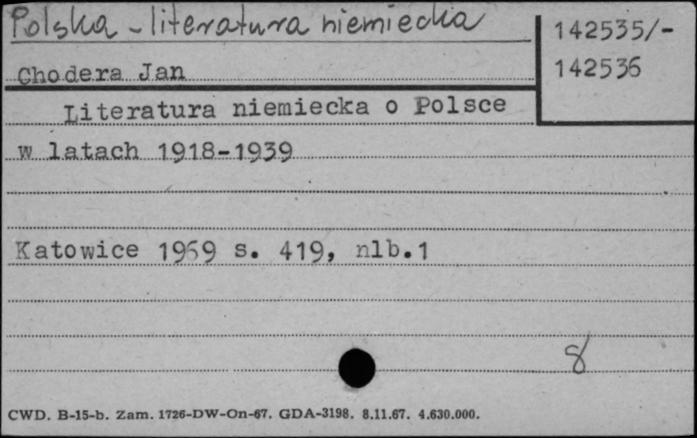 Polska - literatura niemiecka
142535/-
142536
Chodera Jan
Literatura niemiecka o Polsce
w latach 1918-1939
Katowice 1969 s. 419, nlb.1
8
CWD. B-15-b. Zam. 1726-DW-On-67. GDA-3198. 8.11.67. 4.630.000.